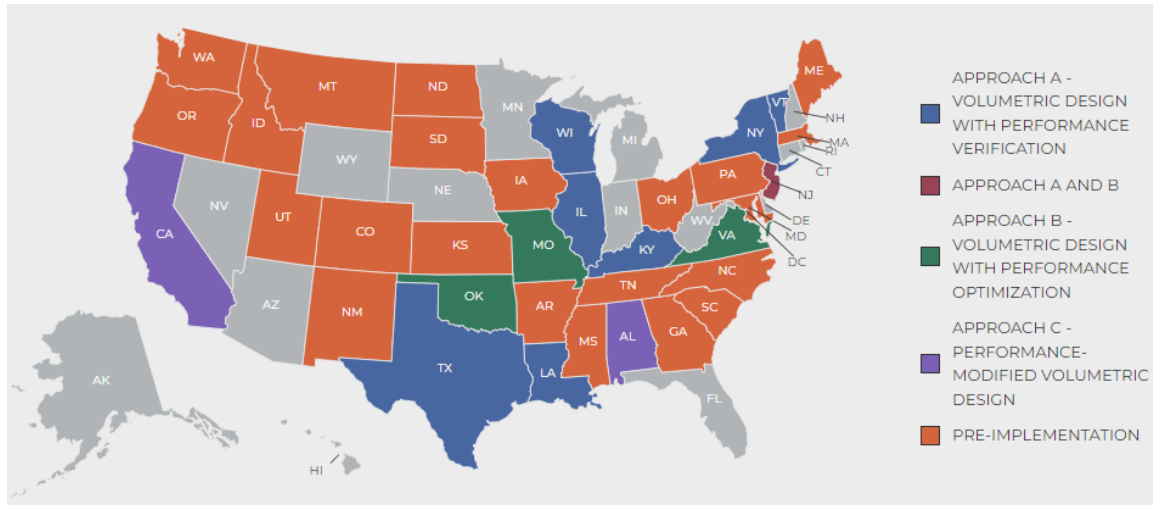 WA
MT
ND
MN
ME
OR
ID
SD
WI
VT
NH
NY
MA
RI
MI
CT
WY
IA
PA
NE
NJ
NV
OH
IL
IN
UT
DE
CO
WV
CA
KS
MO
VA
MD
KY
DC
NC
TN
OK
AZ
AR
SC
NM
MS
AL
GA
TX
LA
AK
FL
HI
APPROACH A -
VOLUMETRIC DESIGN
WITH PERFORMANCE
VERIFICATION
APPROACH A AND B
APPROACH B -
VOLUMETRIC DESIGN
WITH PERFORMANCE
OPTIMIZATION
APPROACH C -
PERFORMANCE-
MODIFIED VOLUMETRIC
DESIGN
PRE-IMPLEMENTATION